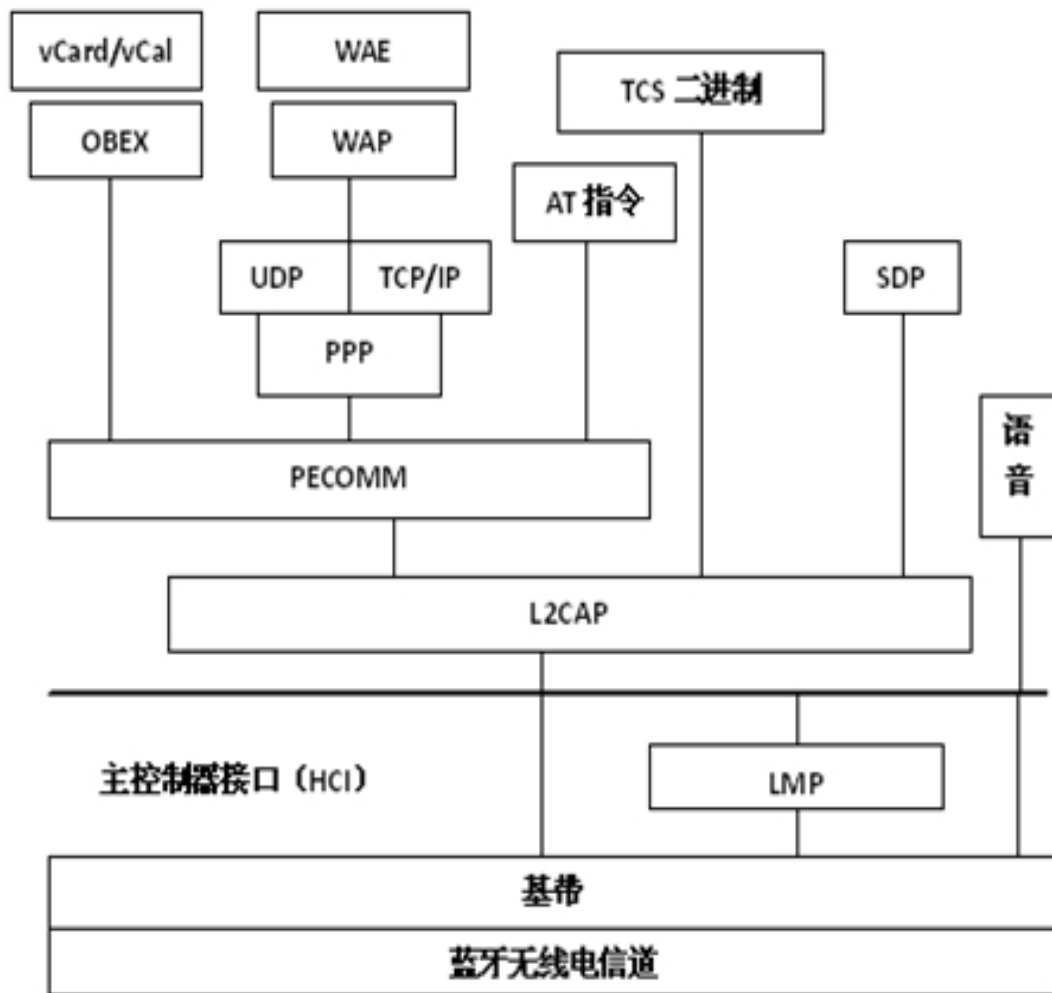 vCard/vCal
WAE
TCS 二进制
OBEX
WAP
AT 指令
UDP
TCP/IP
SDP
PPP
语
音
PECOMM
L2CAP
主控制器接口（HCI）
LMP
基带
蓝牙无线电信道